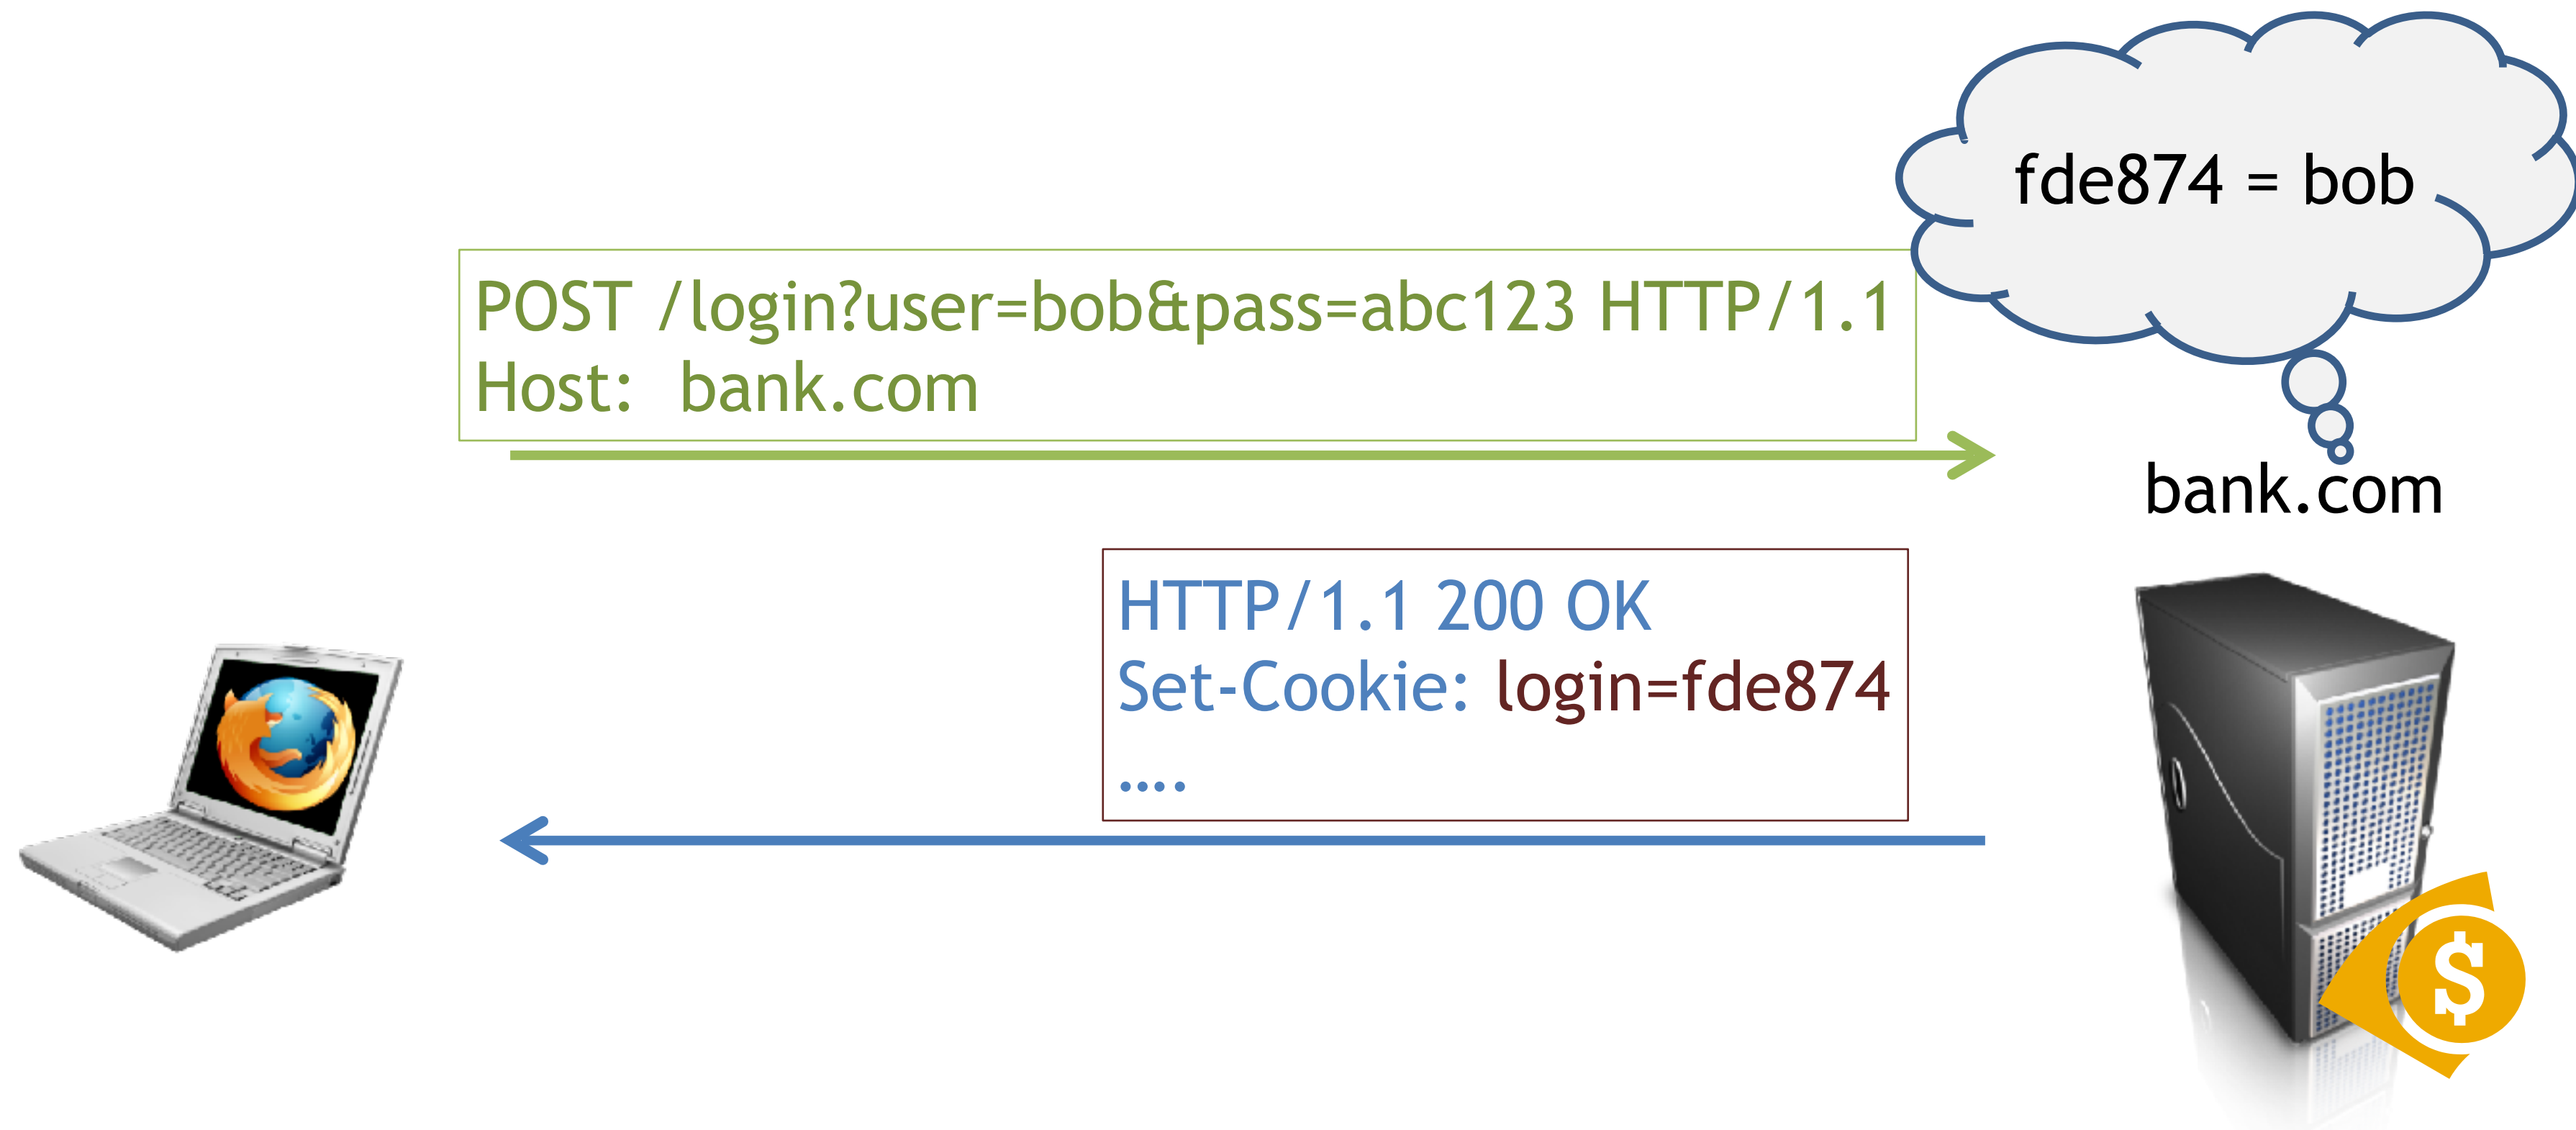 fde874 = bob
POST /login?user=bob&pass=abc123 HTTP/1.1
Host: bank.com
bank.com
HTTP/1.1 200 OK
Set-Cookie: login=fde874
....
$